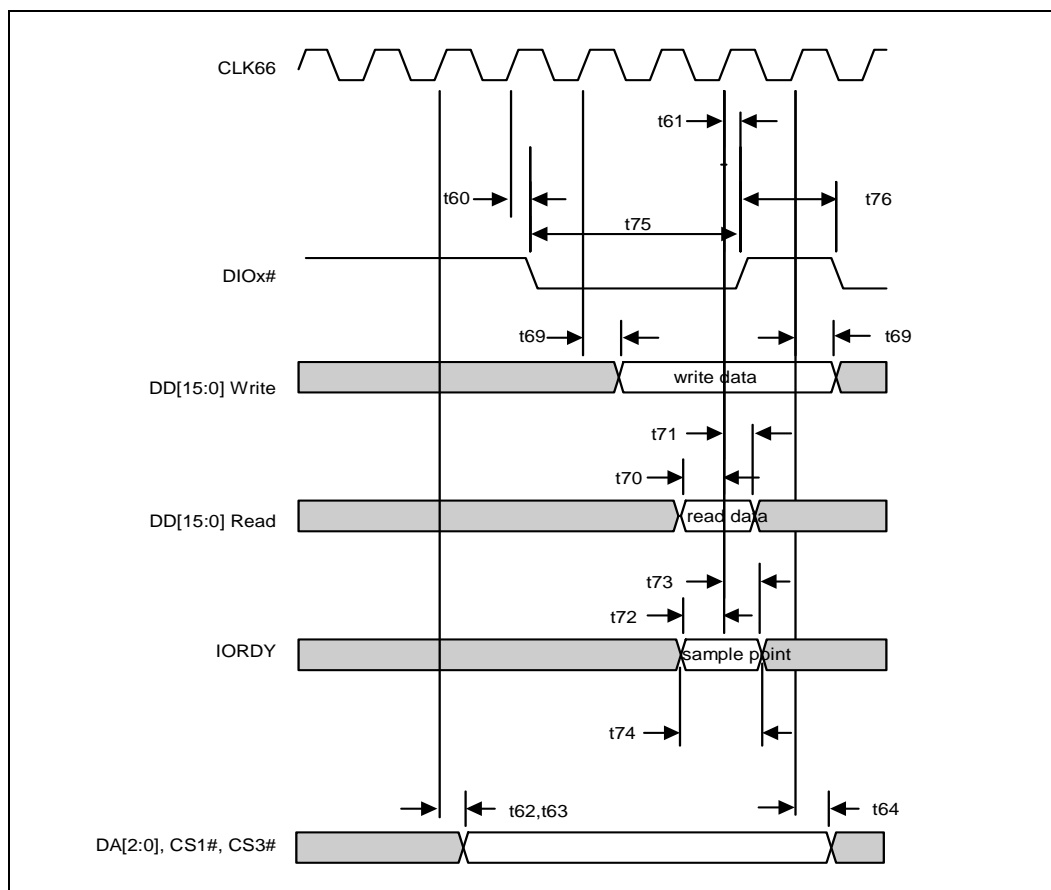 CLK66
t61
t60
t76
t75
DIOx#
t69
t69
write data
DD[15:0] Write
t71
t70
DD[15:0] Read
read data
t73
t72
IORDY
sample point
t74
t62,t63
t64
DA[2:0], CS1#, CS3#